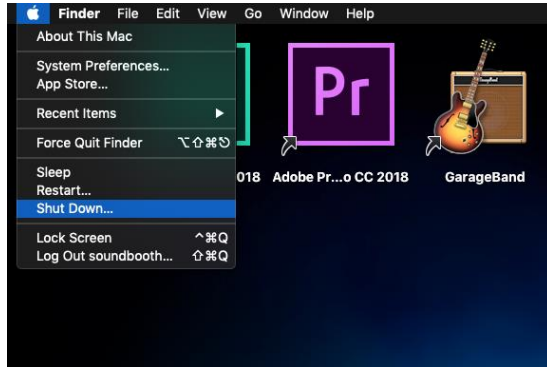 Finder File Edit View Go Window Help
About This Mac
System Preferences...
App Store...
Recent Items
Force Quit Finder ⌥⇧⌘⎋
Sleep
Restart...
Shut Down...
Lock Screen ^⌘Q
Log Out soundbooth... ⇧⌘Q
Pr
018 Adobe Pr...o CC 2018 GarageBand